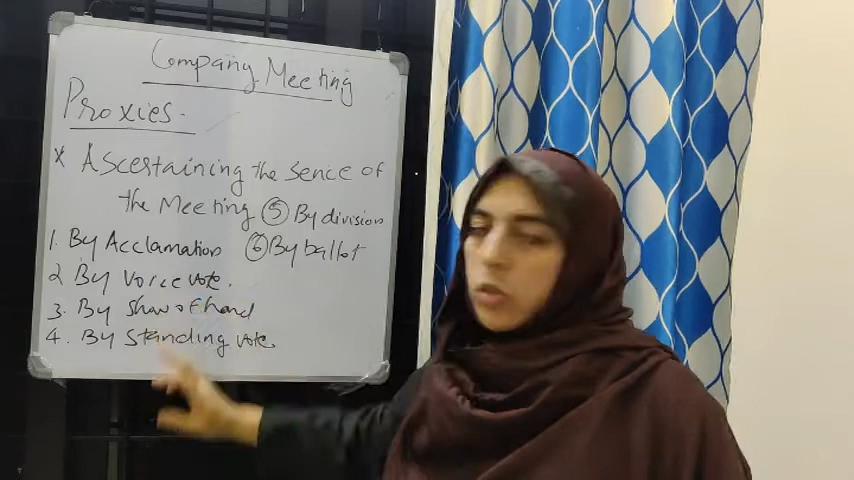 Company Meeting
Proxies.
x Ascertaining the sence of
the Meeting ⑤ By division
1. By Acclamation ⑥ By ballot
2 By Voice vote.
3. By Show of hand
4. By Standing vote.